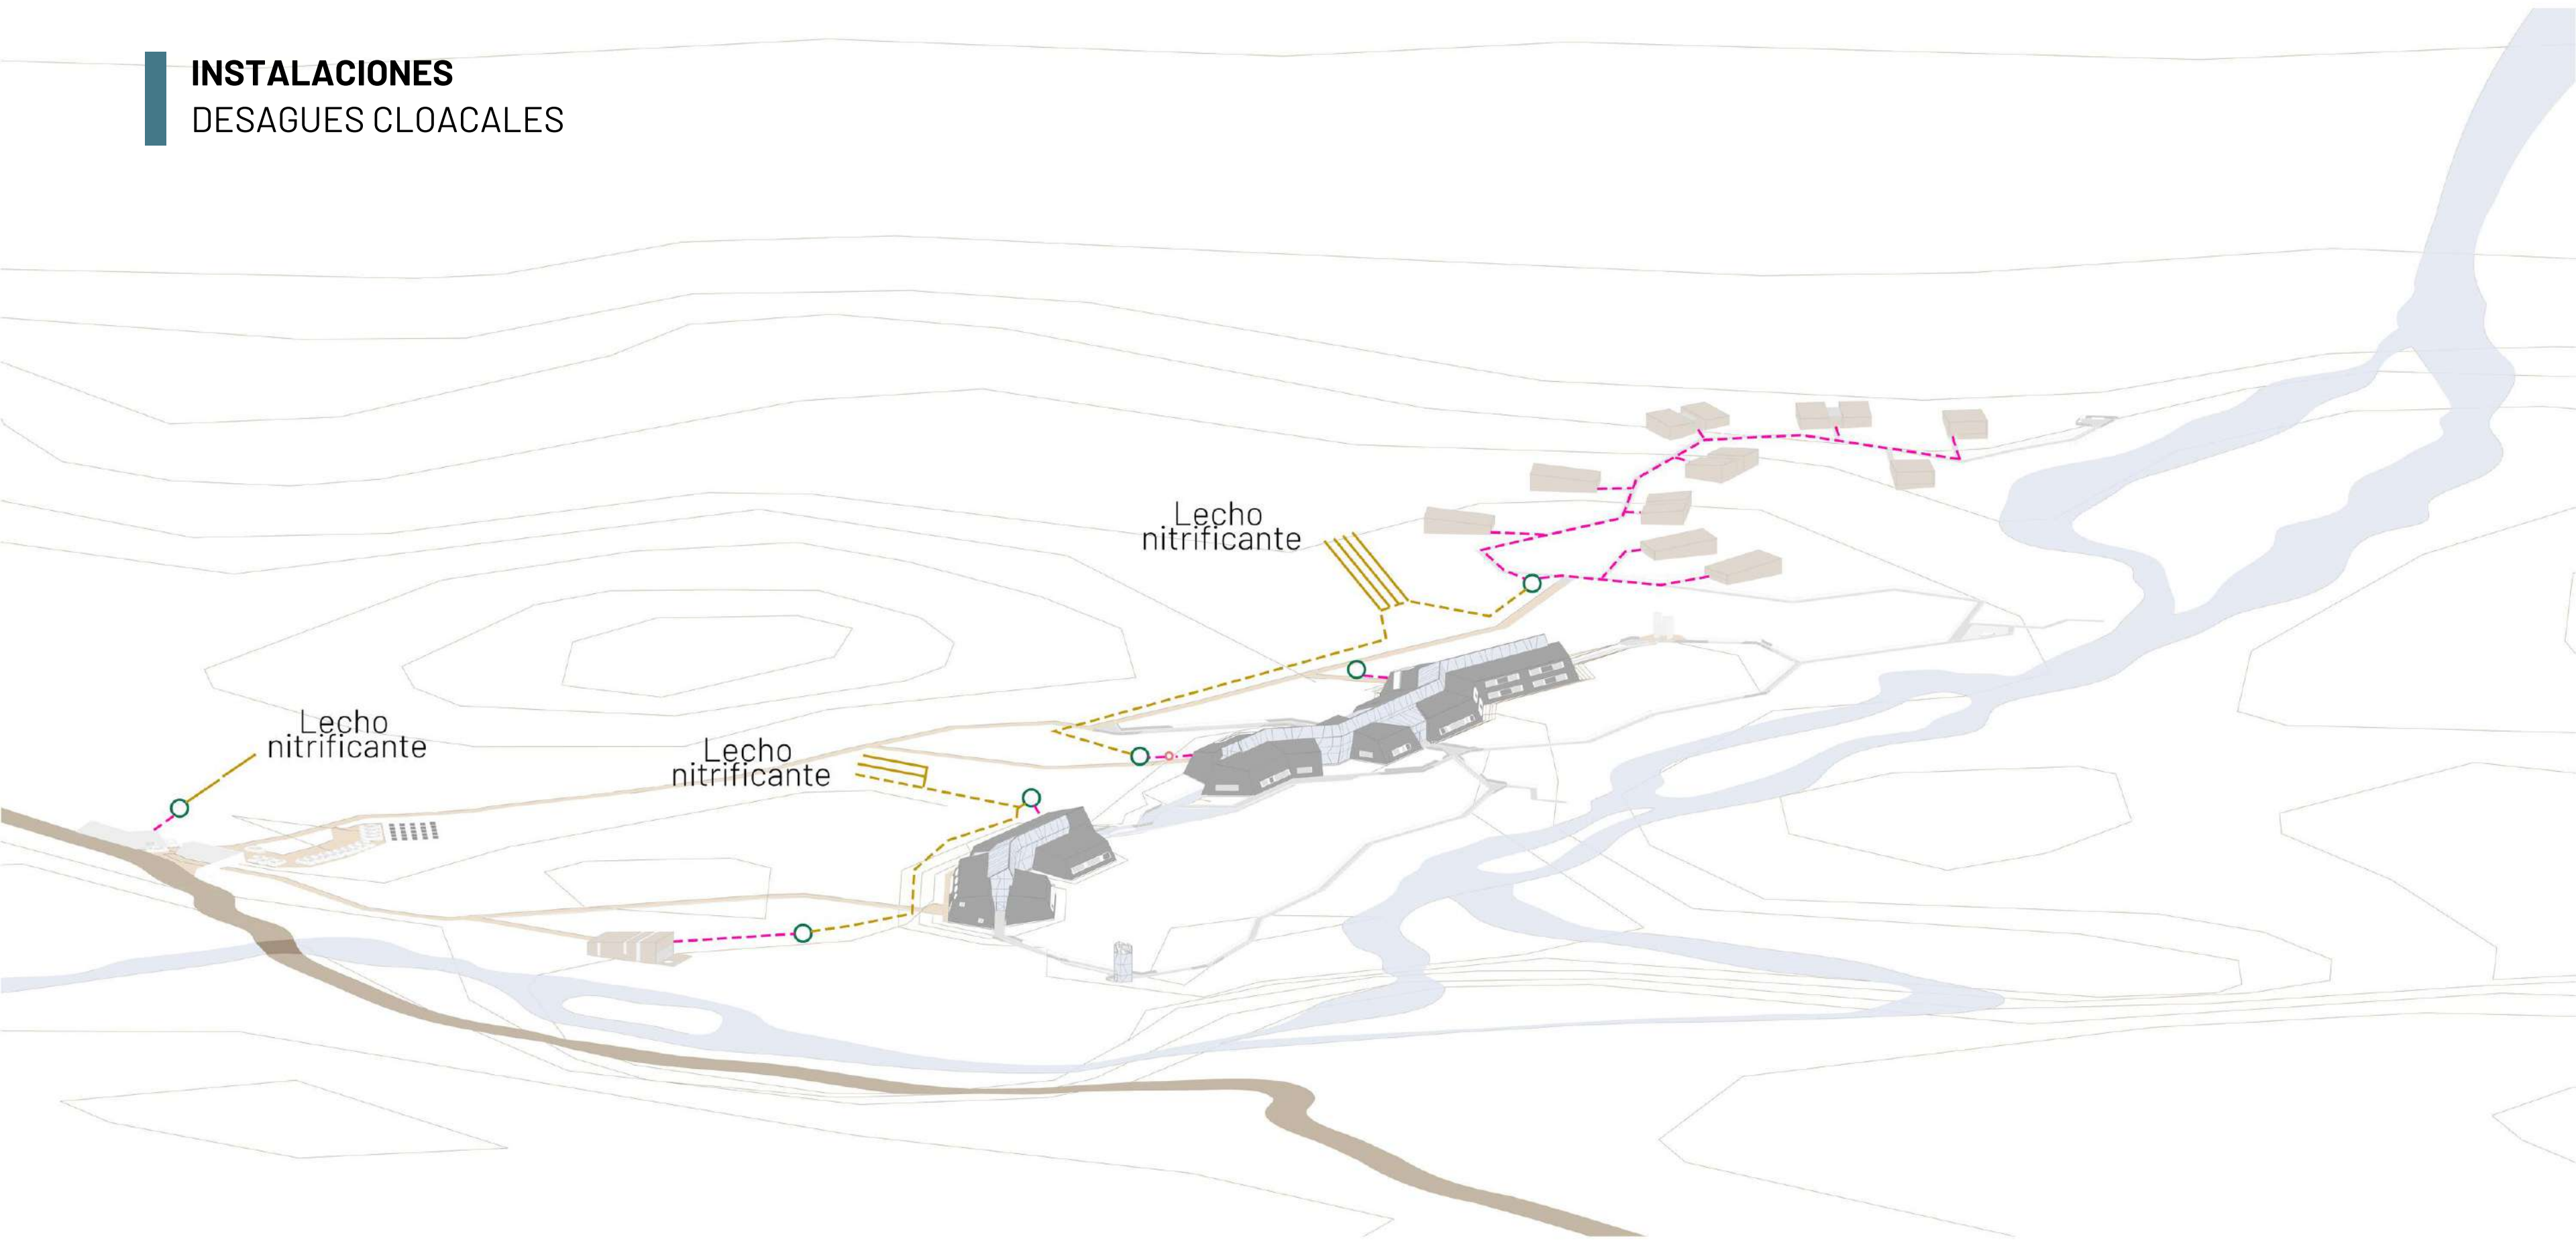 INSTALACIONES
DESAGUES CLOACALES
Lecho
nitrificante
Lecho
nitrificante
Lecho
nitrificante